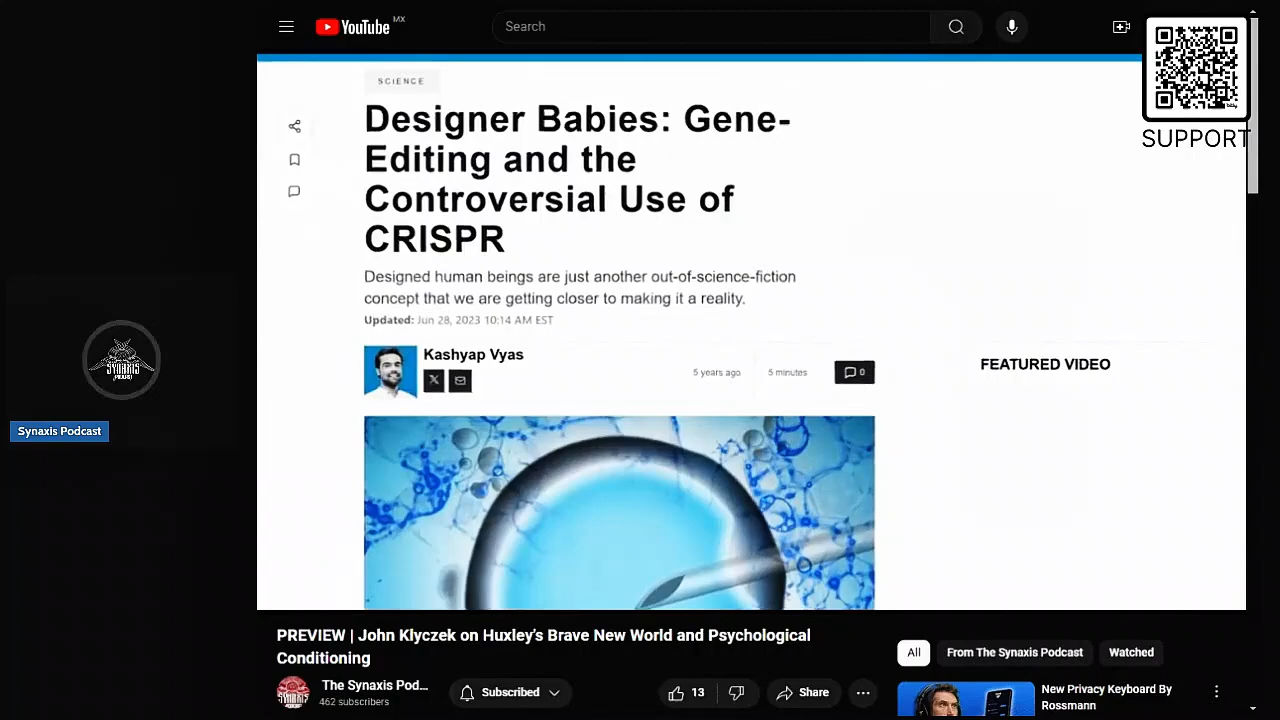 YouTube MX
Search
SUPPORT
SCIENCE
Designer Babies: Gene-
Editing and the
Controversial Use of
CRISPR
Designed human beings are just another out-of-science-fiction
concept that we are getting closer to making it a reality.
Updated: Jun 28, 2023 10:14 AM EST
Kashyap Vyas
5 years ago
5 minutes
0
FEATURED VIDEO
SYNAXIS
Synaxis Podcast
PREVIEW | John Klyczek on Huxley's Brave New World and Psychological
Conditioning
The Synaxis Pod...
462 subscribers
Subscribed
13
Share
All
From The Synaxis Podcast
Watched
New Privacy Keyboard By
Rossmann